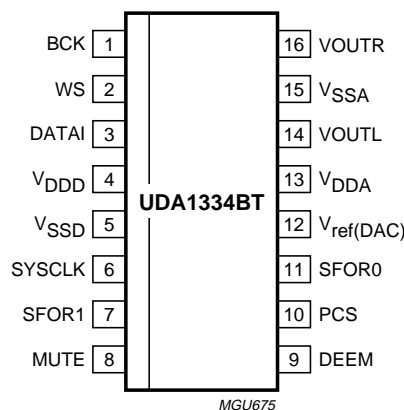 BCK 1 16 VOUTR
WS 2 15 VSSA
DATAI 3 14 VOUTL
VDDD 4 13 VDDA
UDA1334BT
VSSD 5 12 Vref(DAC)
SYSCLK 6 11 SFOR0
SFOR1 7 10 PCS
MUTE 8 9 DEEM
MGU675